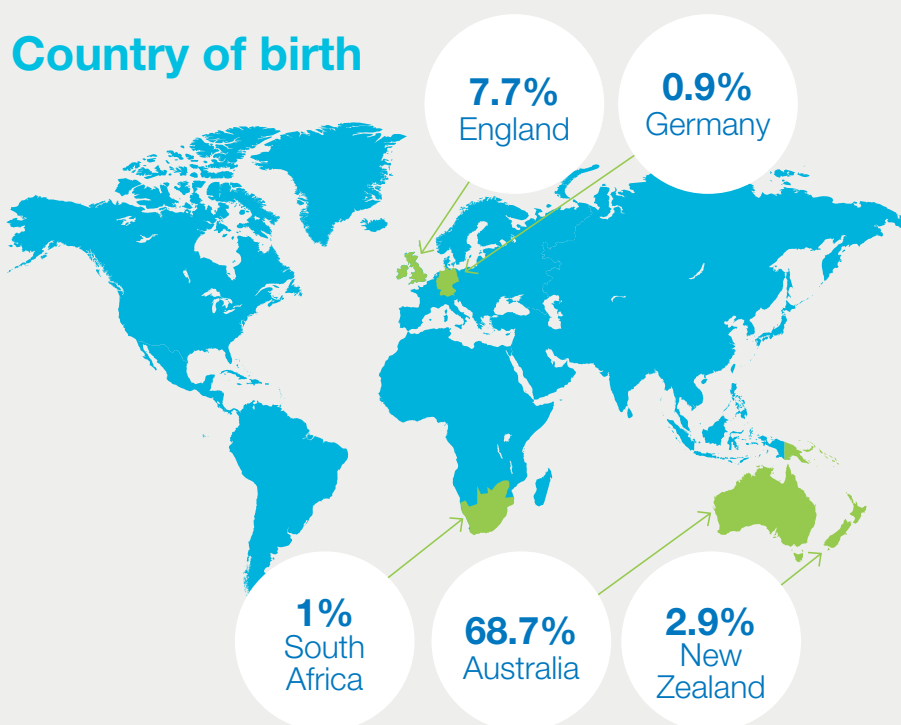 Country of birth
7.7%
England
0.9%
Germany
1%
South
Africa
68.7%
Australia
2.9%
New
Zealand